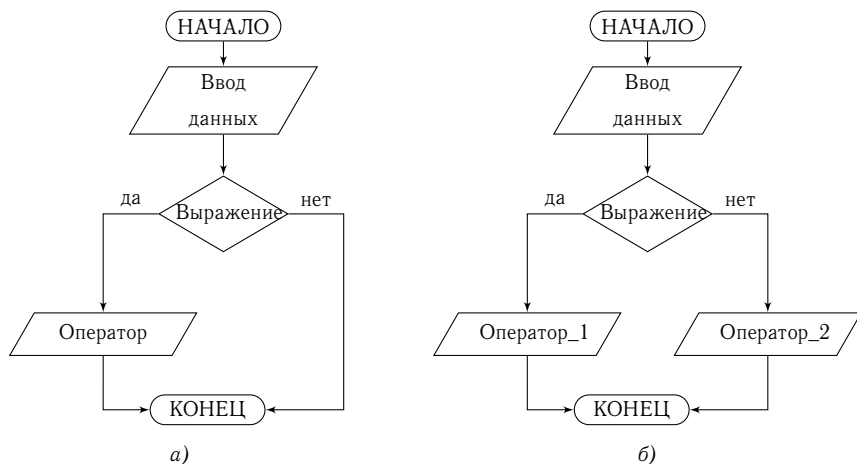 НАЧАЛО
Ввод
данных
да
Выражение
нет
Оператор
КОНЕЦ
а)
НАЧАЛО
Ввод
данных
да
Выражение
нет
Оператор_1
Оператор_2
КОНЕЦ
б)